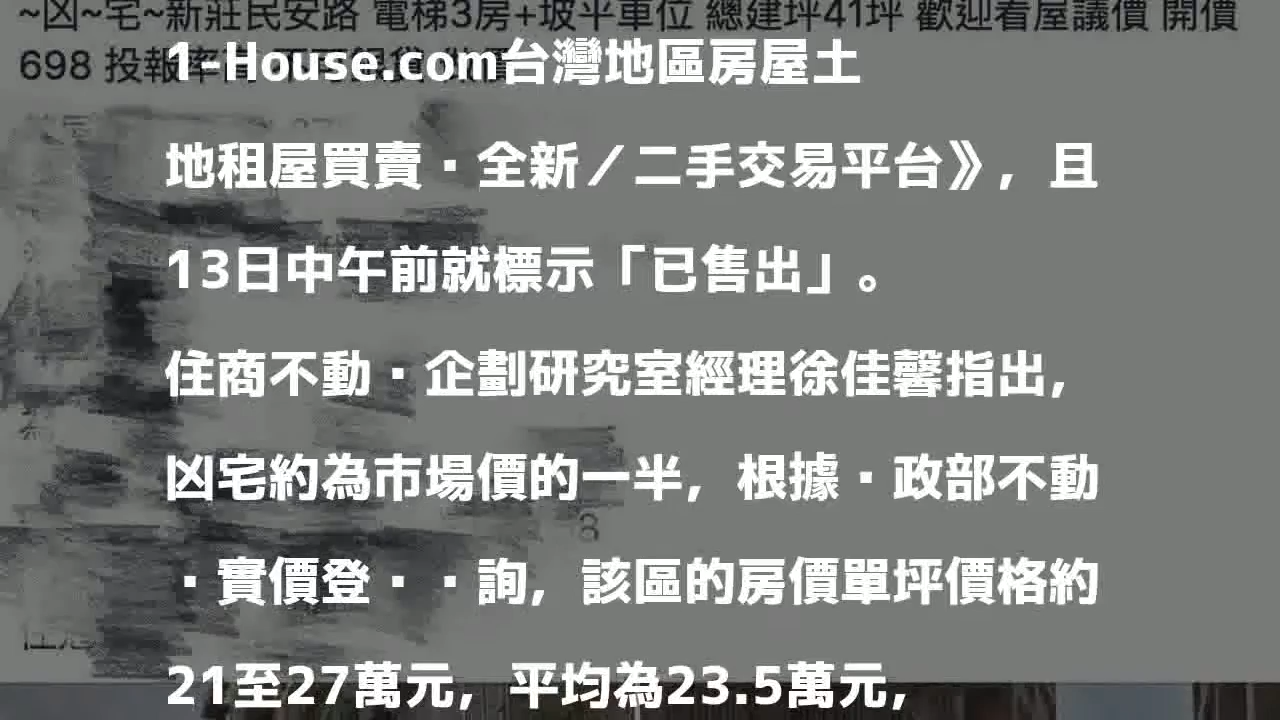 ~凶~宅~新莊民安路 電梯3房+坡平車位 總建坪41坪 歡迎看屋議價 開價
698 投報率
1-House.com台灣地區房屋土
地租屋買賣·全新／二手交易平台》，且
13日中午前就標示「已售出」。
住商不動·企劃研究室經理徐佳馨指出，
凶宅約為市場價的一半，根據·政部不動
8
·實價登··詢，該區的房價單坪價格約
21至27萬元，平均為23.5萬元，